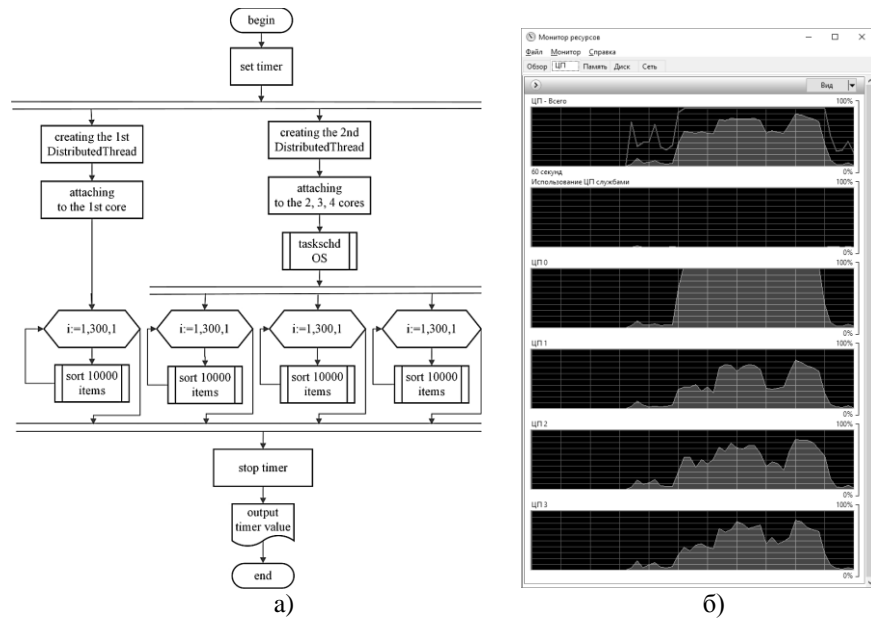 begin
set timer
creating the 1st
DistributedThread
attaching
to the 1st core
creating the 2nd
DistributedThread
attaching
to the 2, 3, 4 cores
taskschd
OS
i:=1,300,1
i:=1,300,1
i:=1,300,1
i:=1,300,1
sort 10000
items
sort 10000
items
sort 10000
items
sort 10000
items
stop timer
output
timer value
end
а)
Монитор ресурсов
Файл Монитор Справка
Обзор ЦП Память Диск Сеть
Вид
ЦП - Всего 100%
60 секунд 0%
Использование ЦП службами 100%
0%
ЦП 0 100%
0%
ЦП 1 100%
0%
ЦП 2 100%
0%
ЦП 3 100%
0%
б)